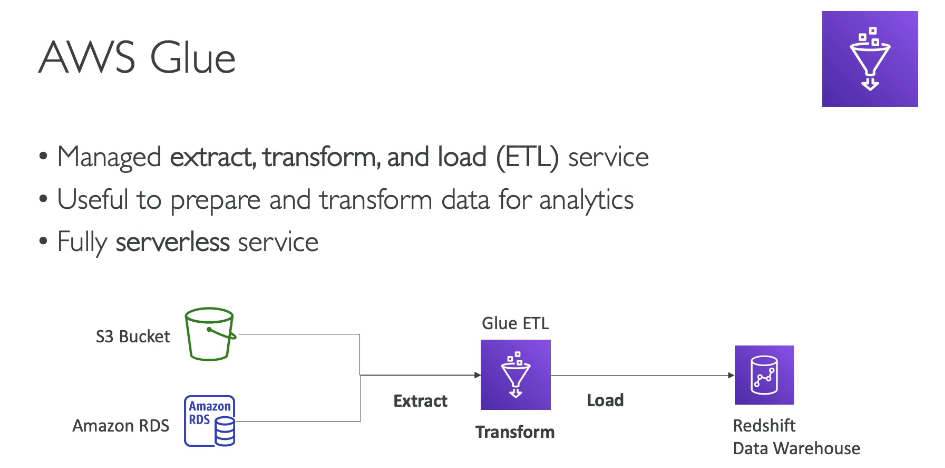 AWS Glue
• Managed extract, transform, and load (ETL) service
• Useful to prepare and transform data for analytics
• Fully serverless service
S3 Bucket
Amazon RDS
Amazon
RDS
Extract
Glue ETL
Transform
Load
Redshift
Data Warehouse